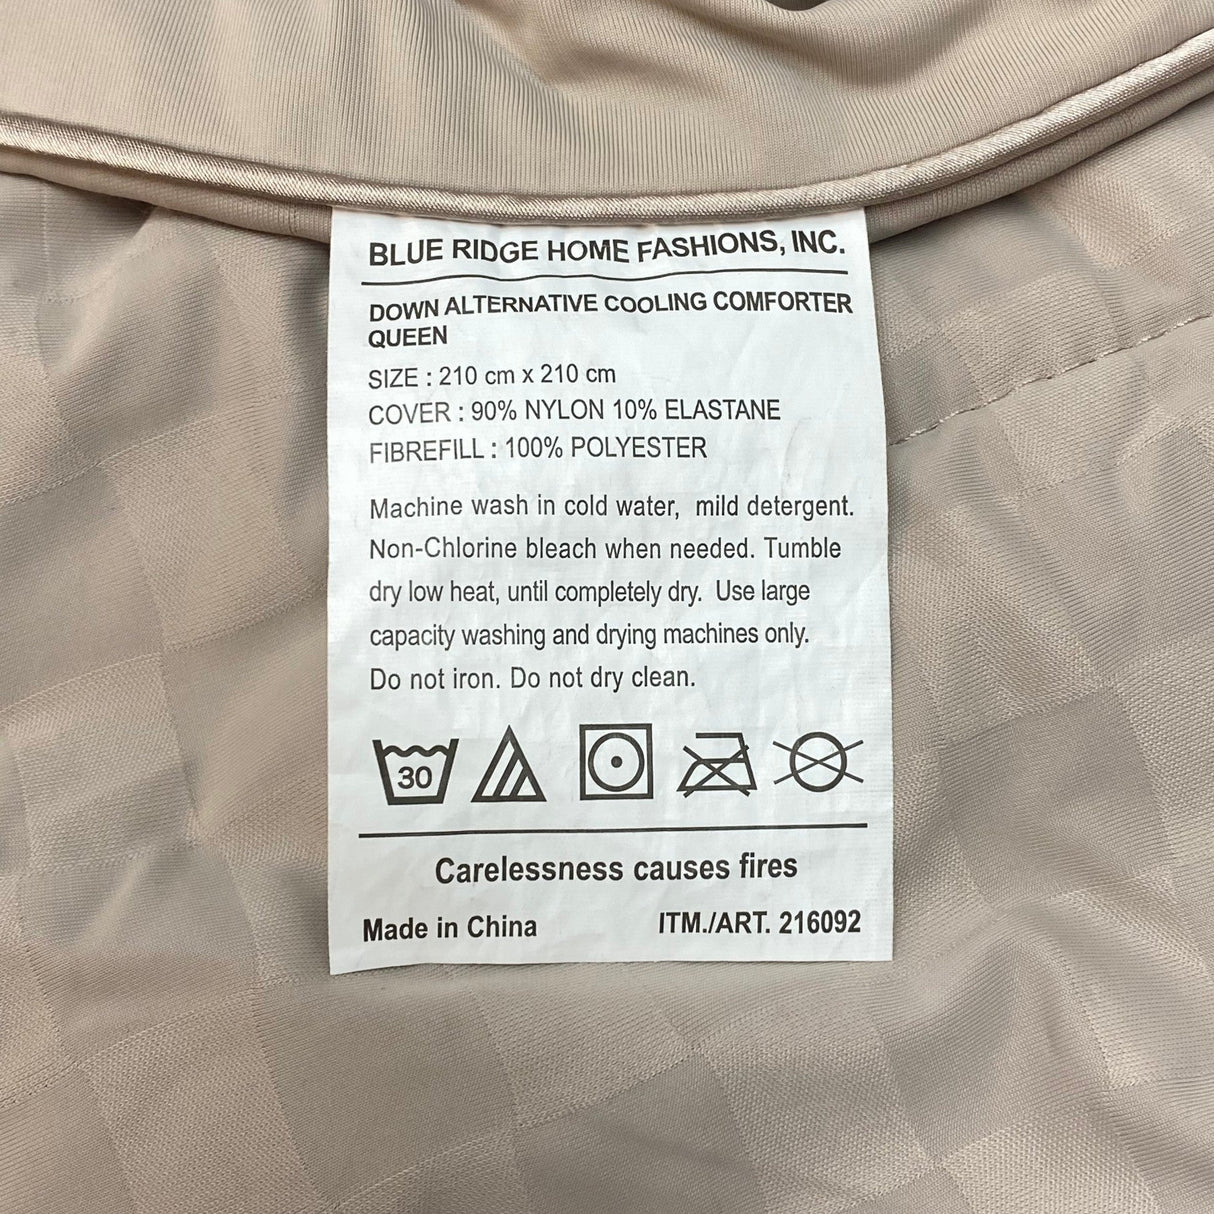 BLUE RIDGE HOME FASHIONS, INC.
DOWN ALTERNATIVE COOLING COMFORTER
QUEEN
SIZE : 210 cm x 210 cm
COVER : 90% NYLON 10% ELASTANE
FIBREFILL : 100% POLYESTER
Machine wash in cold water, mild detergent.
Non-Chlorine bleach when needed. Tumble
dry low heat, until completely dry. Use large
capacity washing and drying machines only.
Do not iron. Do not dry clean.
30
Carelessness causes fires
Made in China ITM./ART. 216092